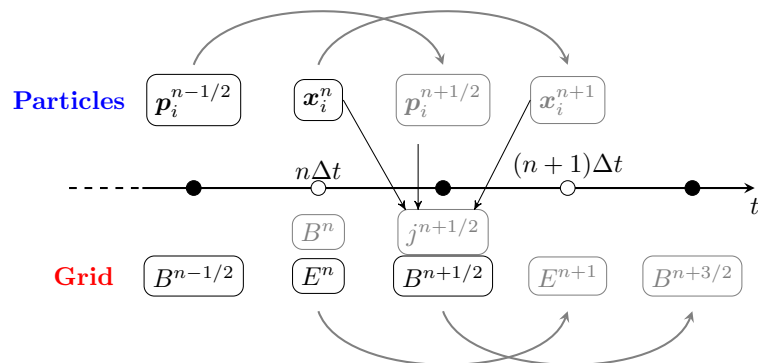 Particles p_i^{n-1/2} x_i^n p_i^{n+1/2} x_i^{n+1}
nΔt (n + 1)Δt
t
B^n j^{n+1/2}
Grid B^{n-1/2} E^n B^{n+1/2} E^{n+1} B^{n+3/2}